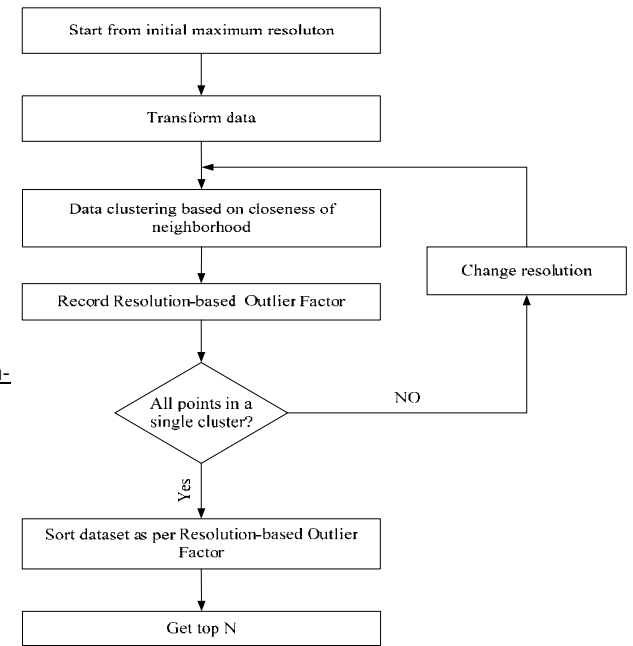 Start from initial maximum resoluton
Transform data
Data clustering based on closeness of
neighborhood
Change resolution
Record Resolution-based Outlier Factor
All points in a
single cluster?
NO
Yes
Sort dataset as per Resolution-based Outlier
Factor
Get top N